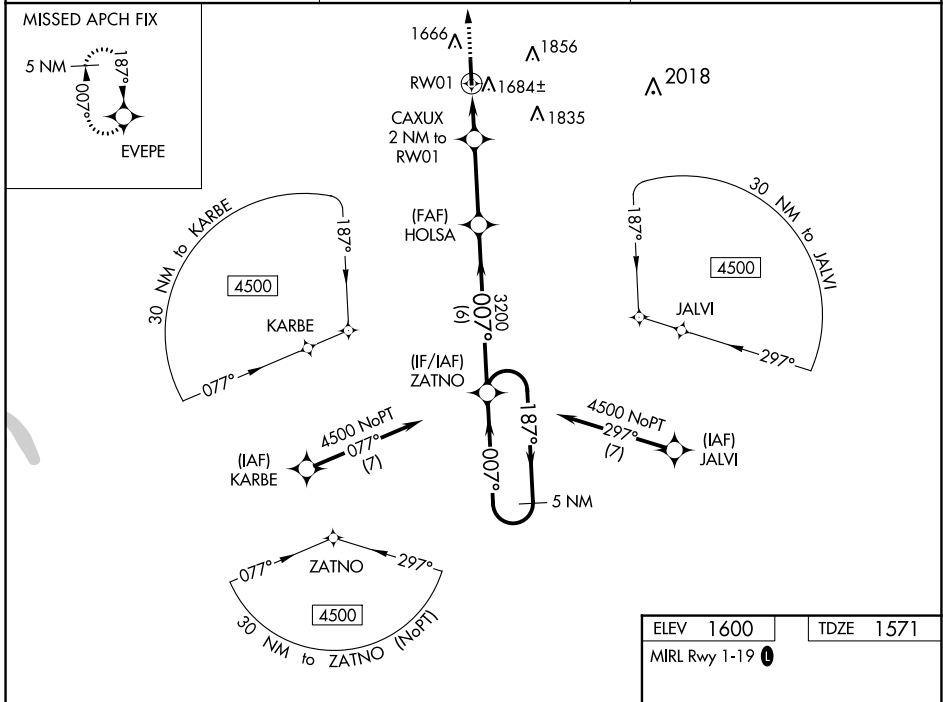 MISSED APCH FIX
5 NM
187°
007°
EVEPE
1666
1856
RW01
1684±
2018
1835
CAXUX
2 NM to
RW01
(FAF)
HOLSA
30 NM to KARBE
187°
4500
KARBE
077°
30 NM to JALVI
187°
4500
JALVI
297°
3200
007°
(6)
(IF/IAF)
ZATNO
187°
007°
5 NM
4500 NoPT
077°
(7)
(IAF)
KARBE
4500 NoPT
297°
(7)
(IAF)
JALVI
077°
ZATNO
297°
4500
30 NM to ZATNO (NoPT)
ELEV 1600
TDZE 1571
MIRL Rwy 1-19 L